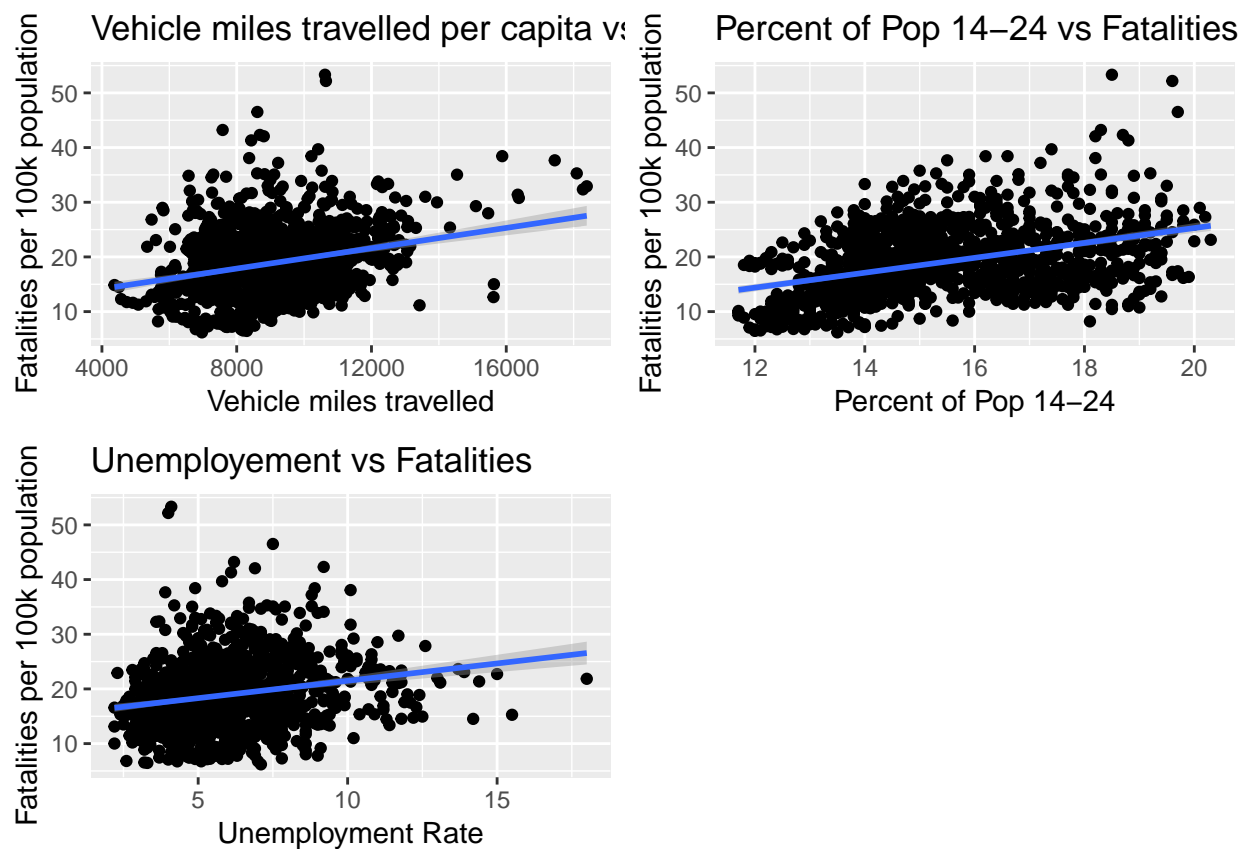 Vehicle miles travelled per capita vs
Fatalities per 100k population
50
40
30
20
10
4000 8000 12000 16000
Vehicle miles travelled
Percent of Pop 14–24 vs Fatalities
Fatalities per 100k population
50
40
30
20
10
12 14 16 18 20
Percent of Pop 14–24
Unemployement vs Fatalities
Fatalities per 100k population
50
40
30
20
10
5 10 15
Unemployment Rate